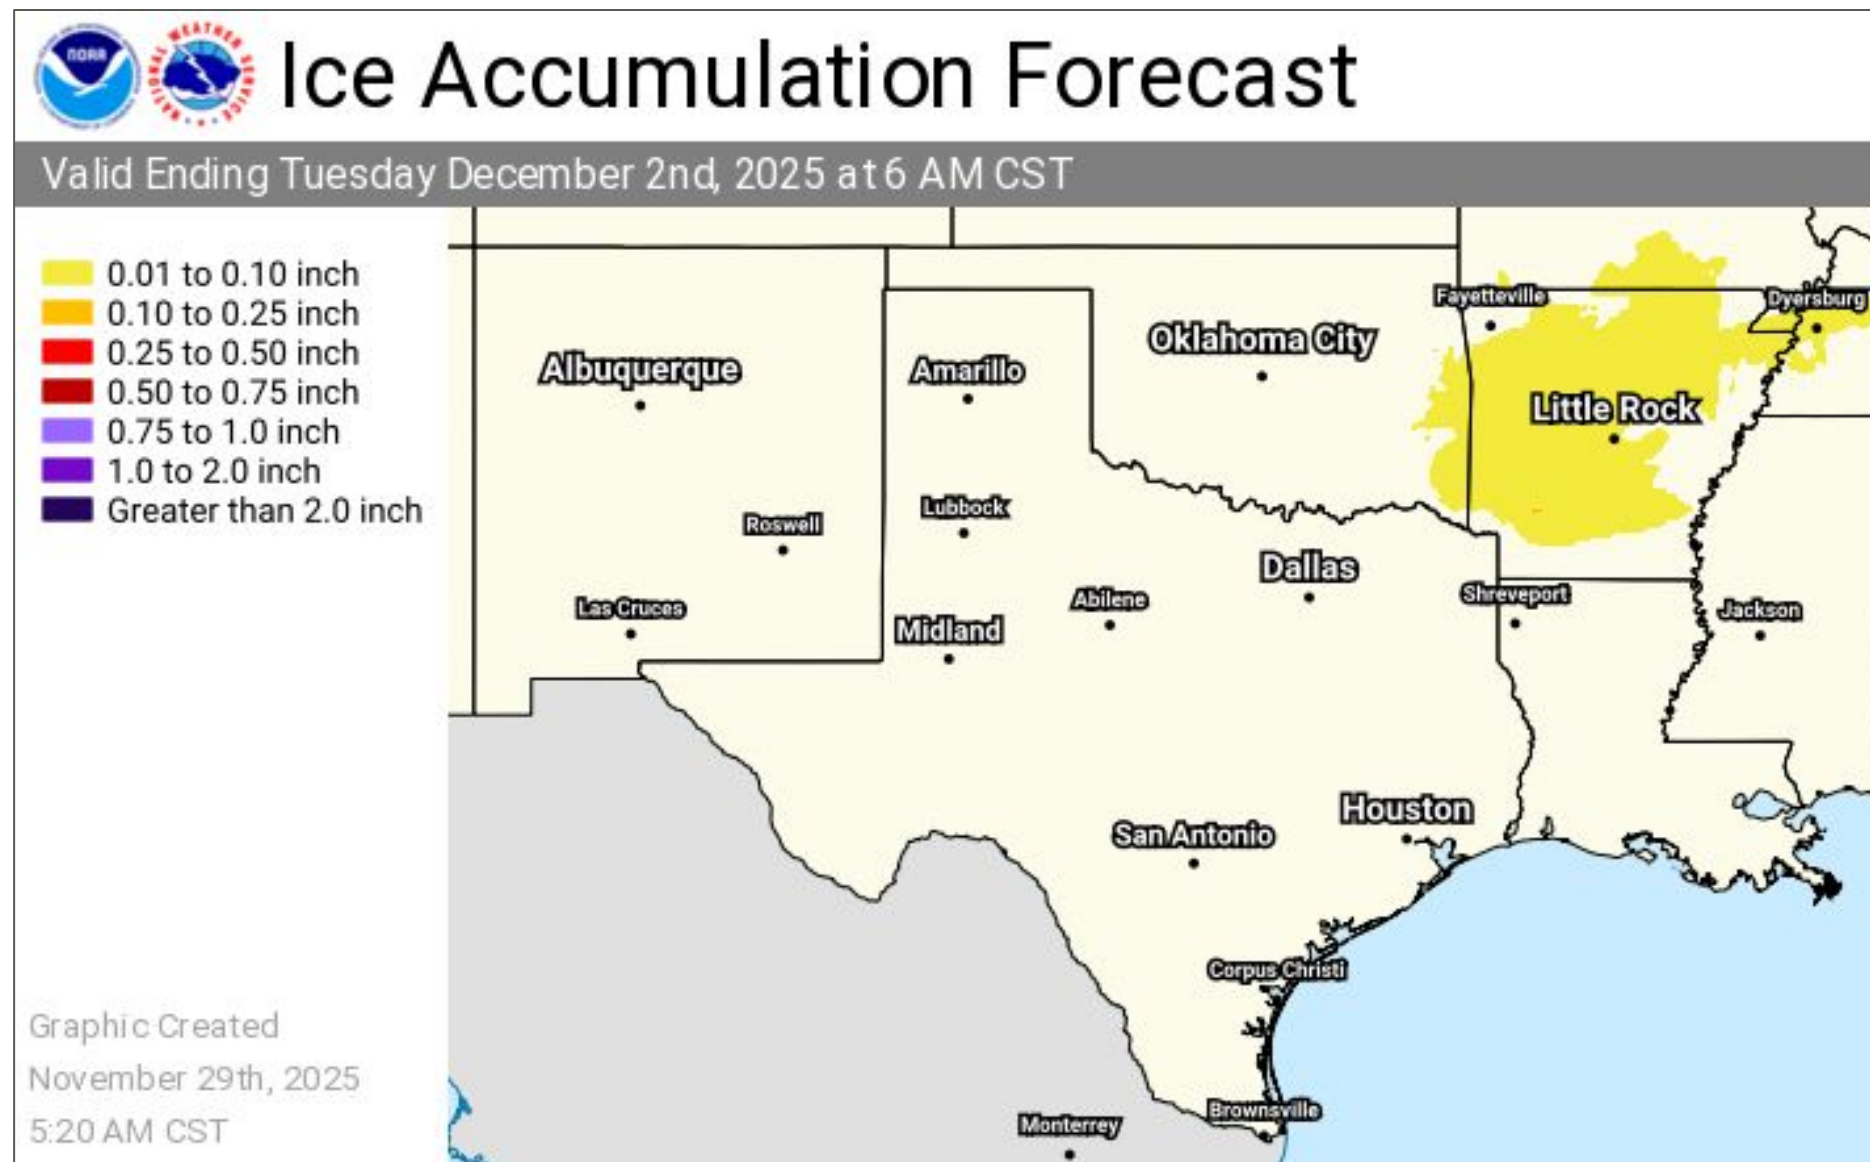 NOAA
NATIONAL WEATHER SERVICE
Ice Accumulation Forecast
Valid Ending Tuesday December 2nd, 2025 at 6 AM CST
0.01 to 0.10 inch
0.10 to 0.25 inch
0.25 to 0.50 inch
0.50 to 0.75 inch
0.75 to 1.0 inch
1.0 to 2.0 inch
Greater than 2.0 inch
Fayetteville
Dyersburg
Oklahoma City
Albuquerque
Amarillo
Little Rock
Lubbock
Roswell
Dallas
Shreveport
Abilene
Las Cruces
Jackson
Midland
Houston
San Antonio
Corpus Christi
Brownsville
Monterrey
Graphic Created
November 29th, 2025
5:20 AM CST